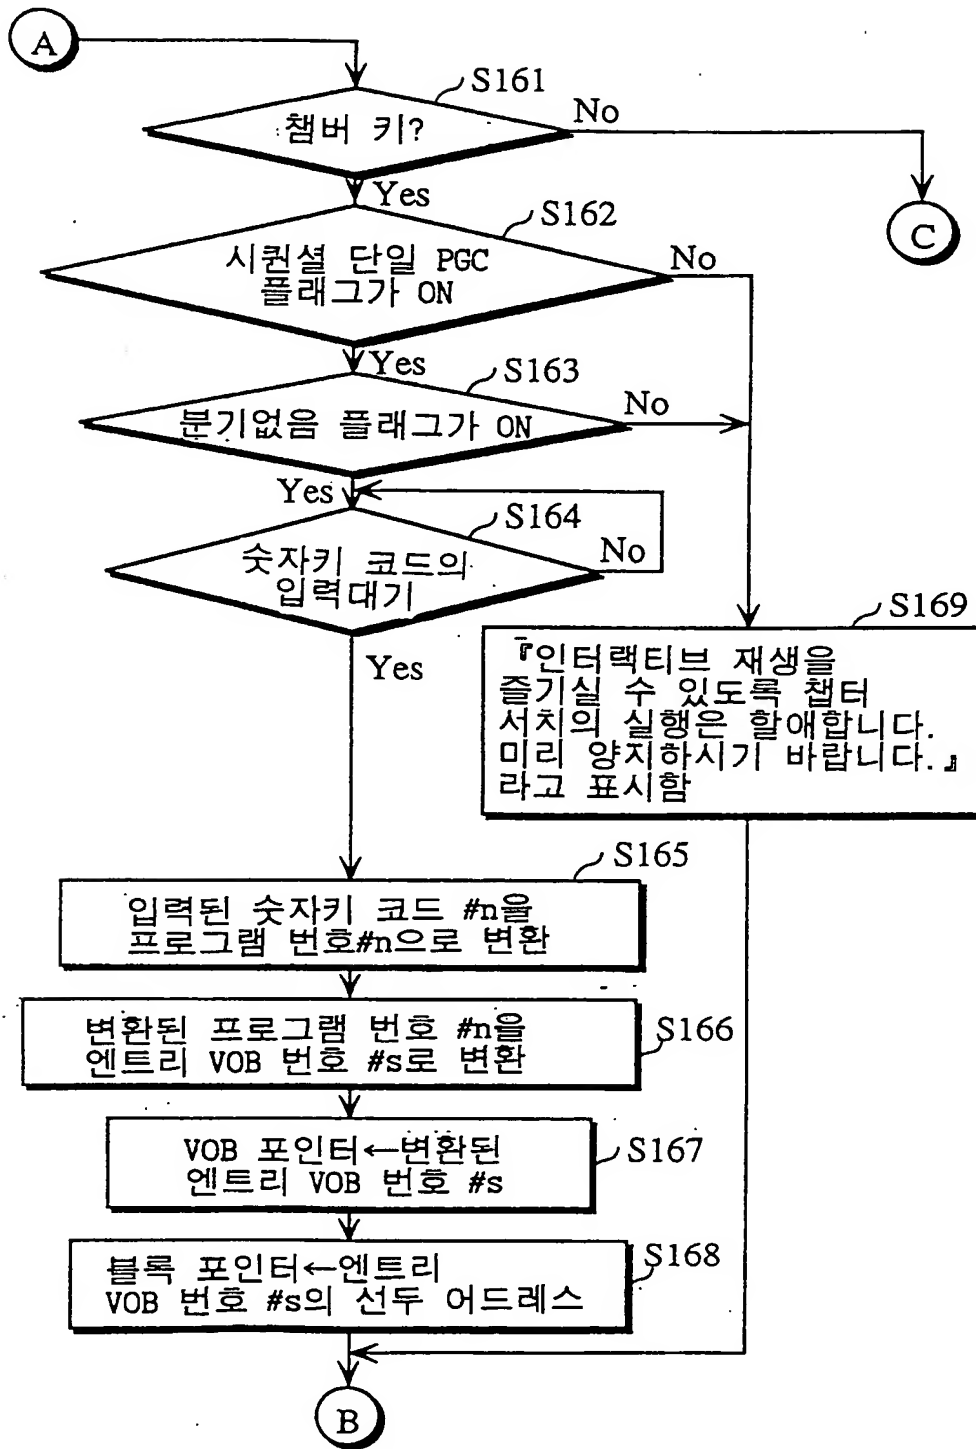 A
S161
챔버 키?
No
Yes
C
S162
시퀀셜 단일 PGC
플래그가 ON
No
Yes
S163
분기없음 플래그가 ON
No
Yes
S164
숫자키 코드의
입력대기
No
Yes
S169
『인터랙티브 재생을
즐기실 수 있도록 챕터
서치의 실행은 할애합니다.
미리 양지하시기 바랍니다.』
라고 표시함
S165
입력된 숫자키 코드 #n을
프로그램 번호#n으로 변환
S166
변환된 프로그램 번호 #n을
엔트리 VOB 번호 #s로 변환
S167
VOB 포인터←변환된
엔트리 VOB 번호 #s
S168
블록 포인터←엔트리
VOB 번호 #s의 선두 어드레스
B